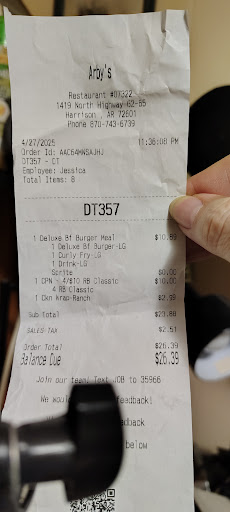 Arby's
Restaurant #07322
1419 North Highway 62-65
Harrison , AR 72601
Phone 870-743-6739
4/27/2025 11:36:08 PM
Order Id: AAC64MWSAJHJ
DT357 - OT
Employee: Jessica
Total Items: 8
DT357
1 Deluxe Bf Burger Meal $10.89
1 Deluxe Bf Burger-LG
1 Curly Fry-LG
1 Drink-LG
Sprite $0.00
1 CPN - 4/$10 RB Classic $10.00
4 RB Classic
1 Ckn Wrap-Ranch $2.99
Sub Total $23.88
SALES TAX $2.51
Order Total $26.39
Balance Due $26.39
Join our team! Text JOB to 35966
We would feedback!
feedback
below